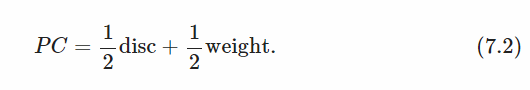 PC = 1/2 disc + 1/2 weight. (7.2)